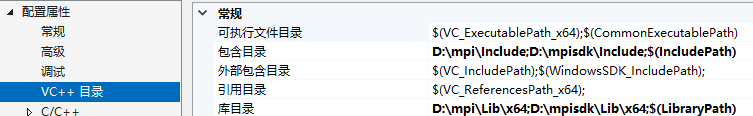 配置属性
常规
高级
调试
VC++ 目录
C/C++
常规
可执行文件目录 $(VC_ExecutablePath_x64);$(CommonExecutablePath)
包含目录 D:\mpi\Include;D:\mpisdk\Include;$(IncludePath)
外部包含目录 $(VC_IncludePath);$(WindowsSDK_IncludePath);
引用目录 $(VC_ReferencesPath_x64);
库目录 D:\mpi\Lib\x64;D:\mpisdk\Lib\x64;$(LibraryPath)